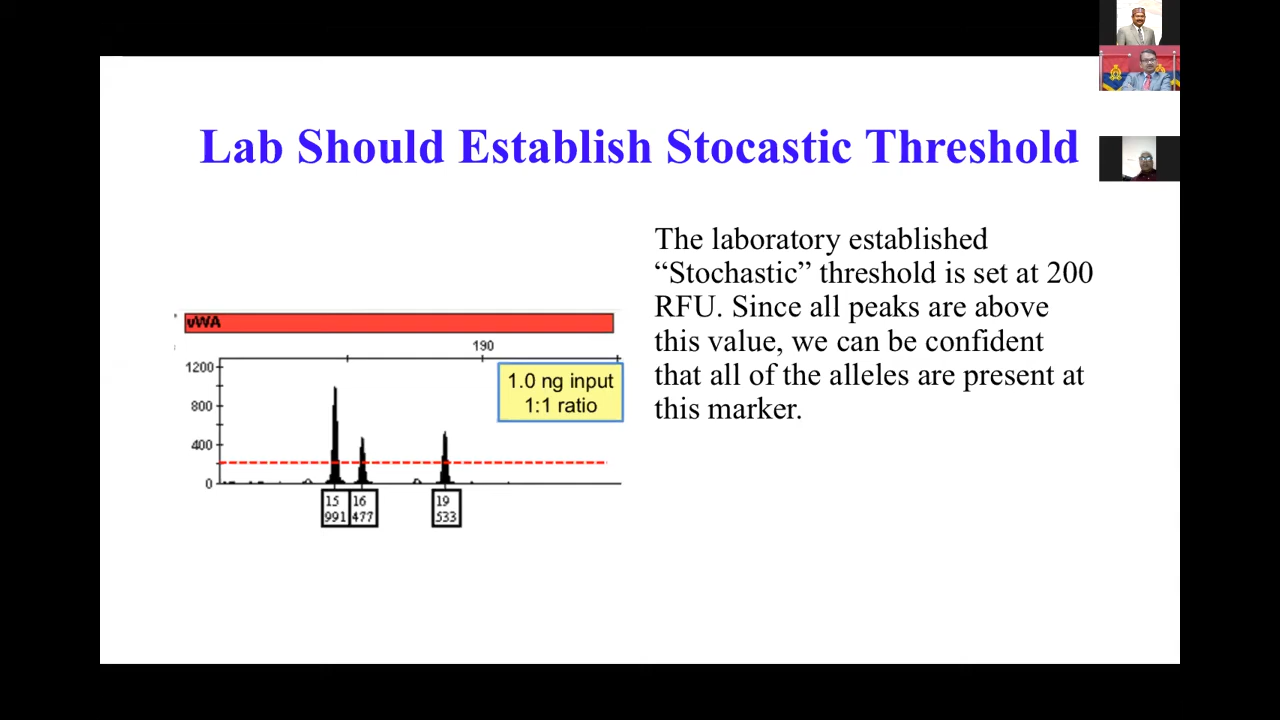 Lab Should Establish Stocastic Threshold
The laboratory established
“Stochastic” threshold is set at 200
RFU. Since all peaks are above
this value, we can be confident
that all of the alleles are present at
this marker.
vWA
190
1200
800
400
0
1.0 ng input
1:1 ratio
15 16 19
991 477 533